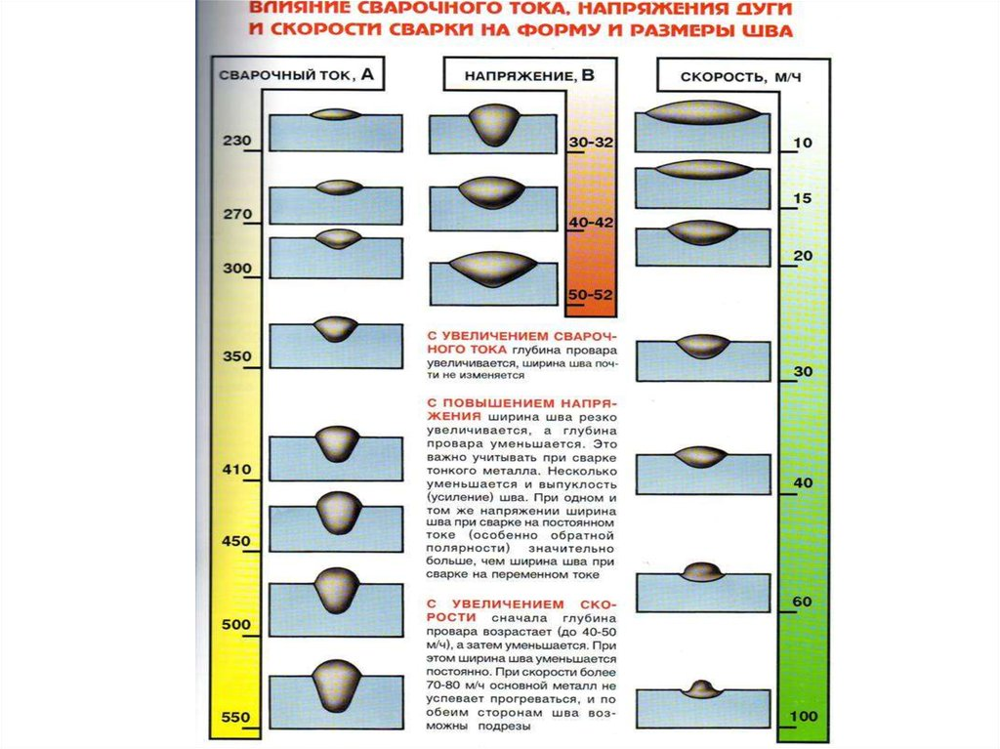 ВЛИЯНИЕ СВАРОЧНОГО ТОКА, НАПРЯЖЕНИЯ ДУГИ
И СКОРОСТИ СВАРКИ НА ФОРМУ И РАЗМЕРЫ ШВА
СВАРОЧНЫЙ ТОК, А
230
270
300
350
410
450
500
550
НАПРЯЖЕНИЕ, В
30-32
40-42
50-52
С УВЕЛИЧЕНИЕМ СВАРОЧ-
НОГО ТОКА глубина провара
увеличивается, ширина шва поч-
ти не изменяется
С ПОВЫШЕНИЕМ НАПРЯ-
ЖЕНИЯ ширина шва резко
увеличивается, а глубина
провара уменьшается. Это
важно учитывать при сварке
тонкого металла. Несколько
уменьшается и выпуклость
(усиление) шва. При одном и
том же напряжении ширина
шва при сварке на постоянном
токе (особенно обратной
полярности) значительно
больше, чем ширина шва при
сварке на переменном токе
С УВЕЛИЧЕНИЕМ СКО-
РОСТИ сначала глубина
провара возрастает (до 40-50
м/ч), а затем уменьшается. При
этом ширина шва уменьшается
постоянно. При скорости более
70-80 м/ч основной металл не
успевает прогреваться, и по
обеим сторонам шва воз-
можны подрезы
СКОРОСТЬ, М/Ч
10
15
20
30
40
60
100